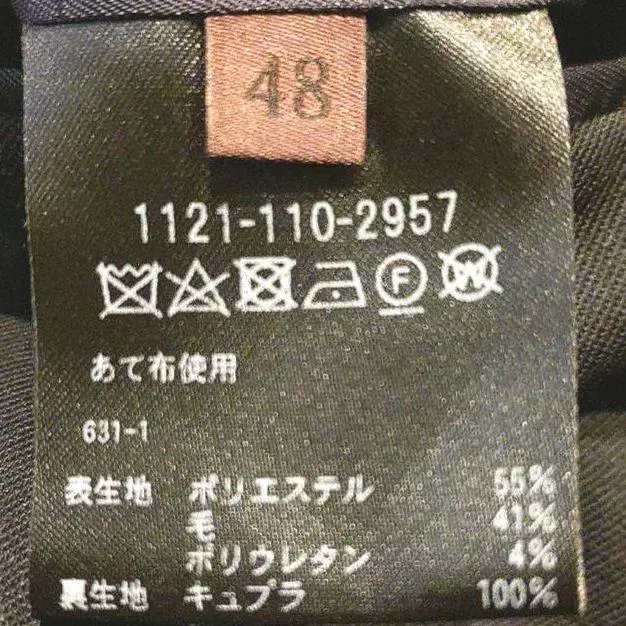 48
1121-110-2957
F W
あて布使用
631-1
表生地 ポリエステル 55%
毛 41%
ポリウレタン 4%
裏生地 キュプラ 100%